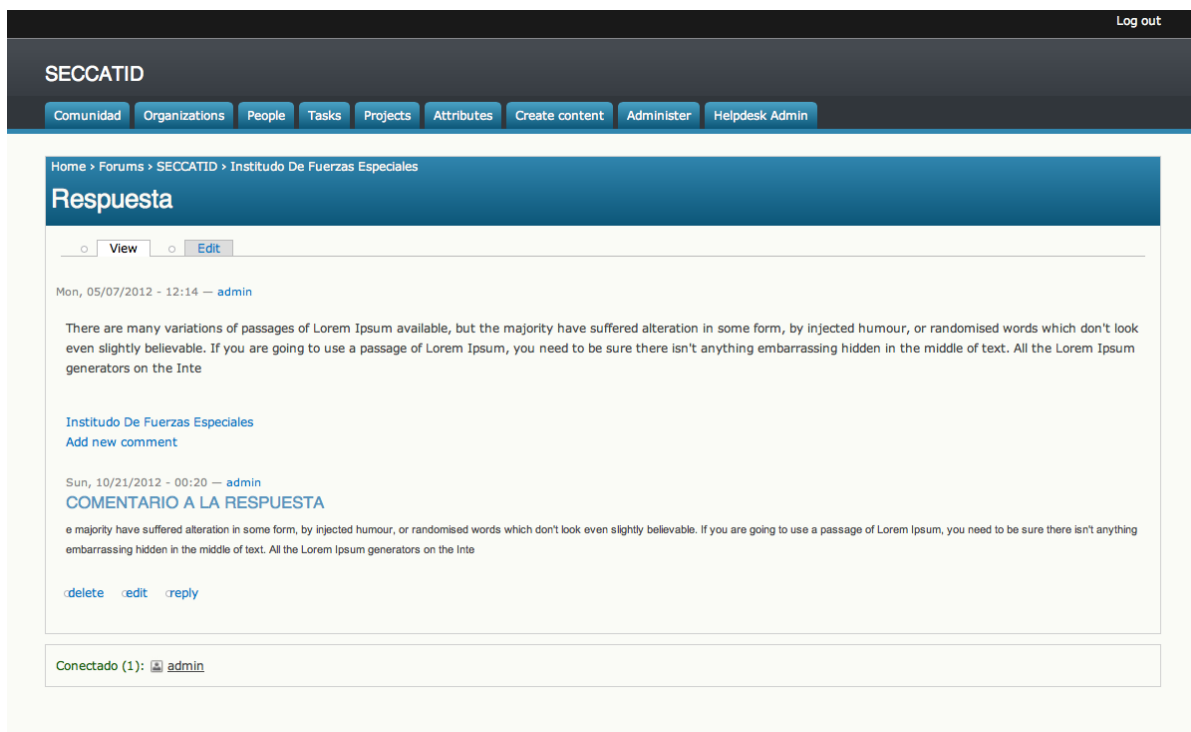 Log out
SECCATID
Comunidad Organizations People Tasks Projects Attributes Create content Administer Helpdesk Admin
Home › Forums › SECCATID › Institudo De Fuerzas Especiales
Respuesta
View Edit
Mon, 05/07/2012 - 12:14 — admin
There are many variations of passages of Lorem Ipsum available, but the majority have suffered alteration in some form, by injected humour, or randomised words which don't look
even slightly believable. If you are going to use a passage of Lorem Ipsum, you need to be sure there isn't anything embarrassing hidden in the middle of text. All the Lorem Ipsum
generators on the Inte
Institudo De Fuerzas Especiales
Add new comment
Sun, 10/21/2012 - 00:20 — admin
COMENTARIO A LA RESPUESTA
e majority have suffered alteration in some form, by injected humour, or randomised words which don't look even slightly believable. If you are going to use a passage of Lorem Ipsum, you need to be sure there isn't anything
embarrassing hidden in the middle of text. All the Lorem Ipsum generators on the Inte
delete edit reply
Conectado (1): admin